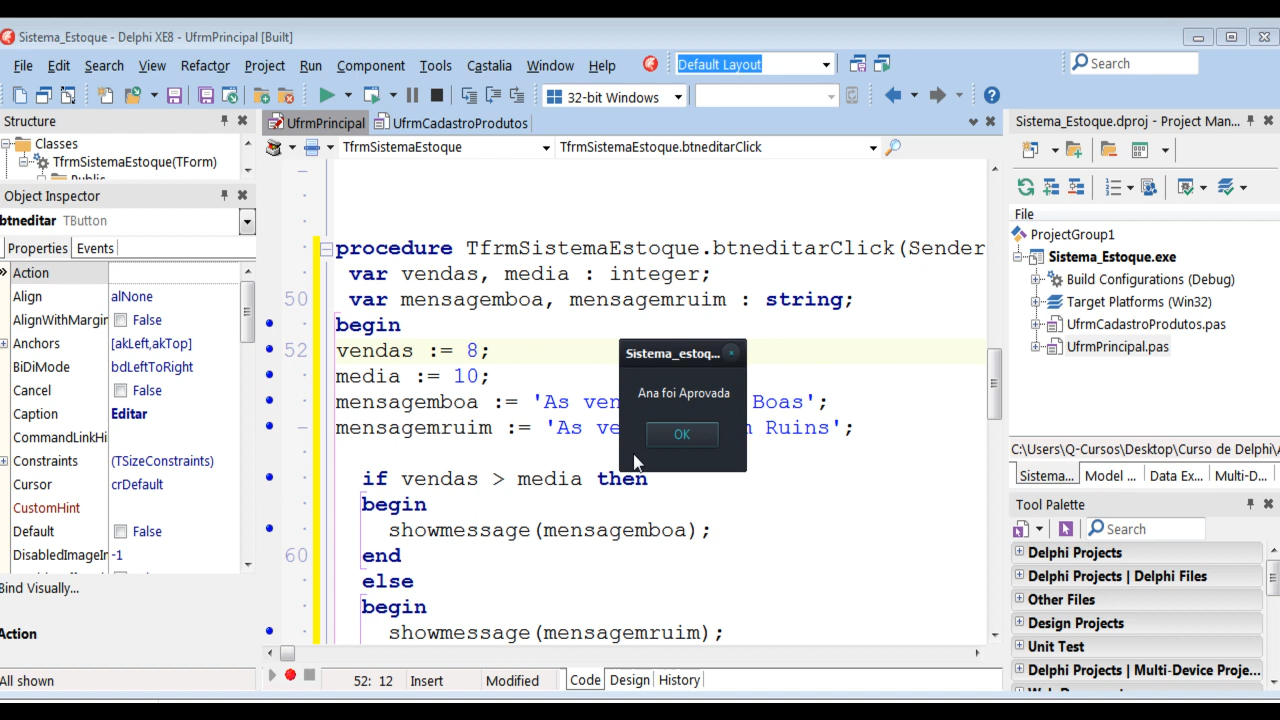 Sistema_Estoque - Delphi XE8 - UfrmPrincipal [Built]
File Edit Search View Refactor Project Run Component Tools Castalia Window Help
Default Layout
Search
32-bit Windows
Structure
Classes
TfrmSistemaEstoque(TForm)
Object Inspector
btneditar TButton
Properties Events
Action
Align alNone
AlignWithMargin False
Anchors [akLeft,akTop]
BiDiMode bdLeftToRight
Cancel False
Caption Editar
CommandLinkHi
Constraints (TSizeConstraints)
Cursor crDefault
CustomHint
Default False
DisabledImageIr -1
Bind Visually...
Action
All shown
UfrmPrincipal UfrmCadastroProdutos
TfrmSistemaEstoque TfrmSistemaEstoque.btneditarClick
procedure TfrmSistemaEstoque.btneditarClick(Sender
var vendas, media : integer;
50 var mensagemboa, mensagemruim : string;
begin
52 vendas := 8;
media := 10;
mensagemboa := 'As ven Boas';
mensagemruim := 'As ve Ruins';
if vendas > media then
begin
showmessage(mensagemboa);
60 end
else
begin
showmessage(mensagemruim);
Sistema_estoq...
Ana foi Aprovada
OK
52: 12 Insert Modified Code Design History
Sistema_Estoque.dproj - Project Man...
File
ProjectGroup1
Sistema_Estoque.exe
Build Configurations (Debug)
Target Platforms (Win32)
UfrmCadastroProdutos.pas
UfrmPrincipal.pas
C:\Users\Q-Cursos\Desktop\Curso de Delphi\
Sistema... Model ... Data Ex... Multi-D...
Tool Palette
Search
Delphi Projects
Delphi Projects | Delphi Files
Other Files
Design Projects
Unit Test
Delphi Projects | Multi-Device Proje...